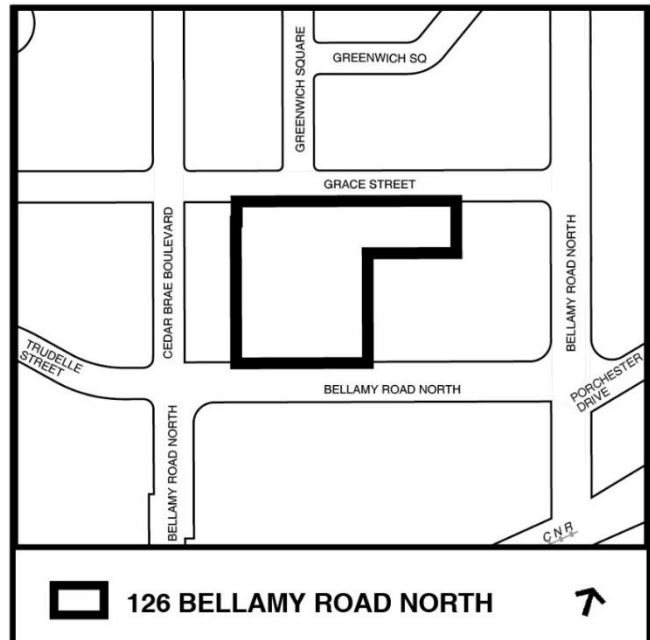 GREENWICH SQUARE
GREENWICH SQ
GRACE STREET
CEDAR BRAE BOULEVARD
BELLAMY ROAD NORTH
TRUDELLE
STREET
PORCHESTER
DRIVE
BELLAMY ROAD NORTH
BELLAMY ROAD NORTH
CNR
126 BELLAMY ROAD NORTH